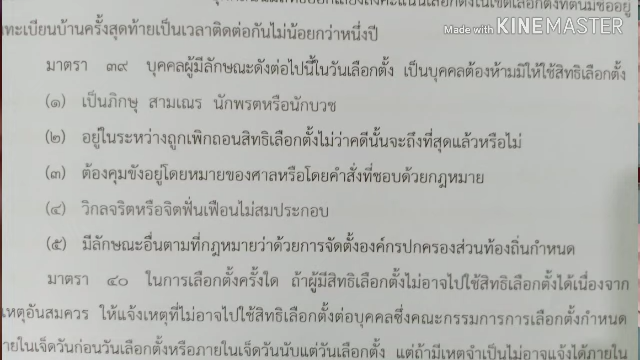 Made with KINEMASTER
ทะเบียนบ้านครั้งสุดท้ายเป็นเวลาติดต่อกันไม่น้อยกว่าหนึ่งปี
มาตรา ๓๙ บุคคลผู้มีลักษณะดังต่อไปนี้ในวันเลือกตั้ง เป็นบุคคลต้องห้ามมิให้ใช้สิทธิเลือกตั้ง
(๑) เป็นภิกษุ สามเณร นักพรตหรือนักบวช
(๒) อยู่ในระหว่างถูกเพิกถอนสิทธิเลือกตั้งไม่ว่าคดีนั้นจะถึงที่สุดแล้วหรือไม่
(๓) ต้องคุมขังอยู่โดยหมายของศาลหรือโดยคำสั่งที่ชอบด้วยกฎหมาย
(๔) วิกลจริตหรือจิตฟั่นเฟือนไม่สมประกอบ
(๕) มีลักษณะอื่นตามที่กฎหมายว่าด้วยการจัดตั้งองค์กรปกครองส่วนท้องถิ่นกำหนด
มาตรา ๔๐ ในการเลือกตั้งครั้งใด ถ้าผู้มีสิทธิเลือกตั้งไม่อาจไปใช้สิทธิเลือกตั้งได้เนื่องจาก
เหตุอันสมควร ให้แจ้งเหตุที่ไม่อาจไปใช้สิทธิเลือกตั้งต่อบุคคลซึ่งคณะกรรมการการเลือกตั้งกำหนด
ายในเจ็ดวันก่อนวันเลือกตั้งหรือภายในเจ็ดวันนับแต่วันเลือกตั้ง แต่ถ้ามีเหตุจำเป็นไม่อาจแจ้งได้ภายใน